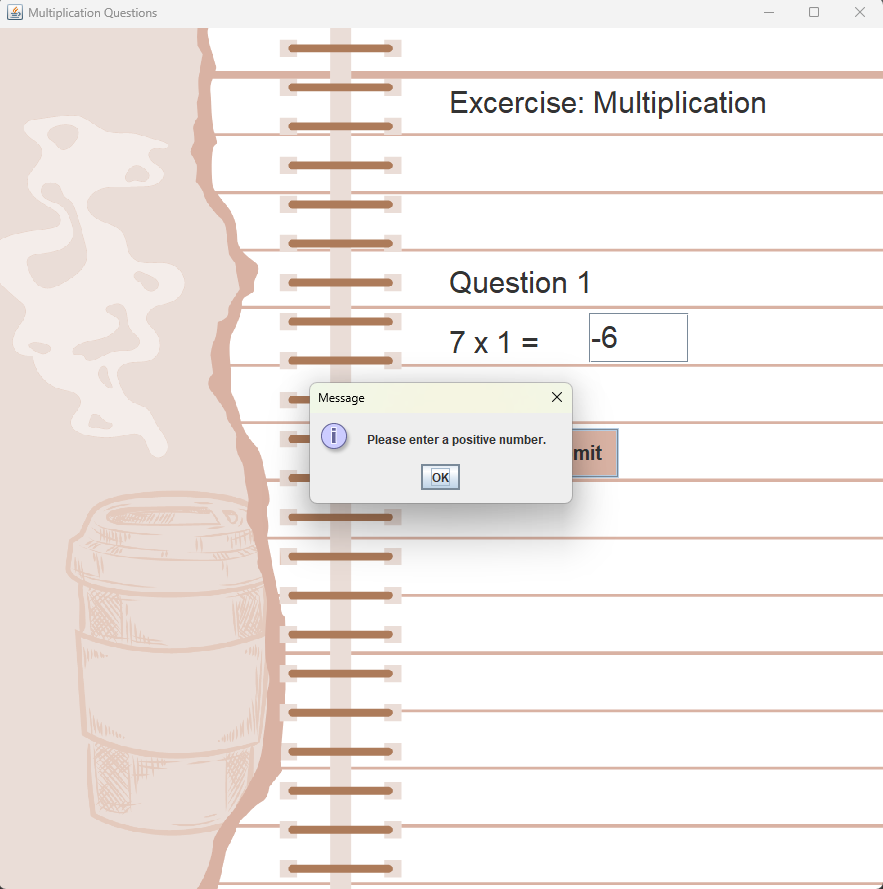 Multiplication Questions
Excercise: Multiplication
Question 1
7 x 1 = -6
Message
Please enter a positive number.
OK
mit